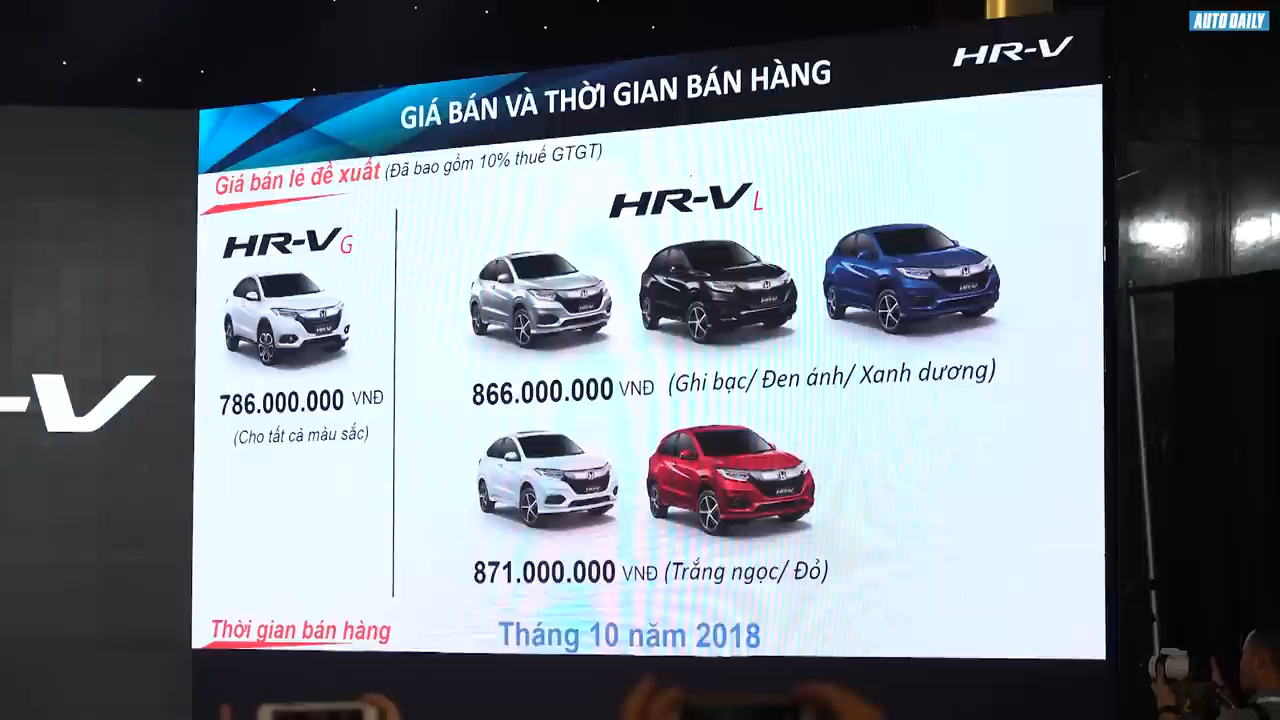 AUTO DAILY
HR-V
GIÁ BÁN VÀ THỜI GIAN BÁN HÀNG
Giá bán lẻ đề xuất (Đã bao gồm 10% thuế GTGT)
HR-V G
786.000.000 VNĐ
(Cho tất cả màu sắc)
HR-V L
866.000.000 VNĐ (Ghi bạc/ Đen ánh/ Xanh dương)
871.000.000 VNĐ (Trắng ngọc/ Đỏ)
Thời gian bán hàng
Tháng 10 năm 2018
-V